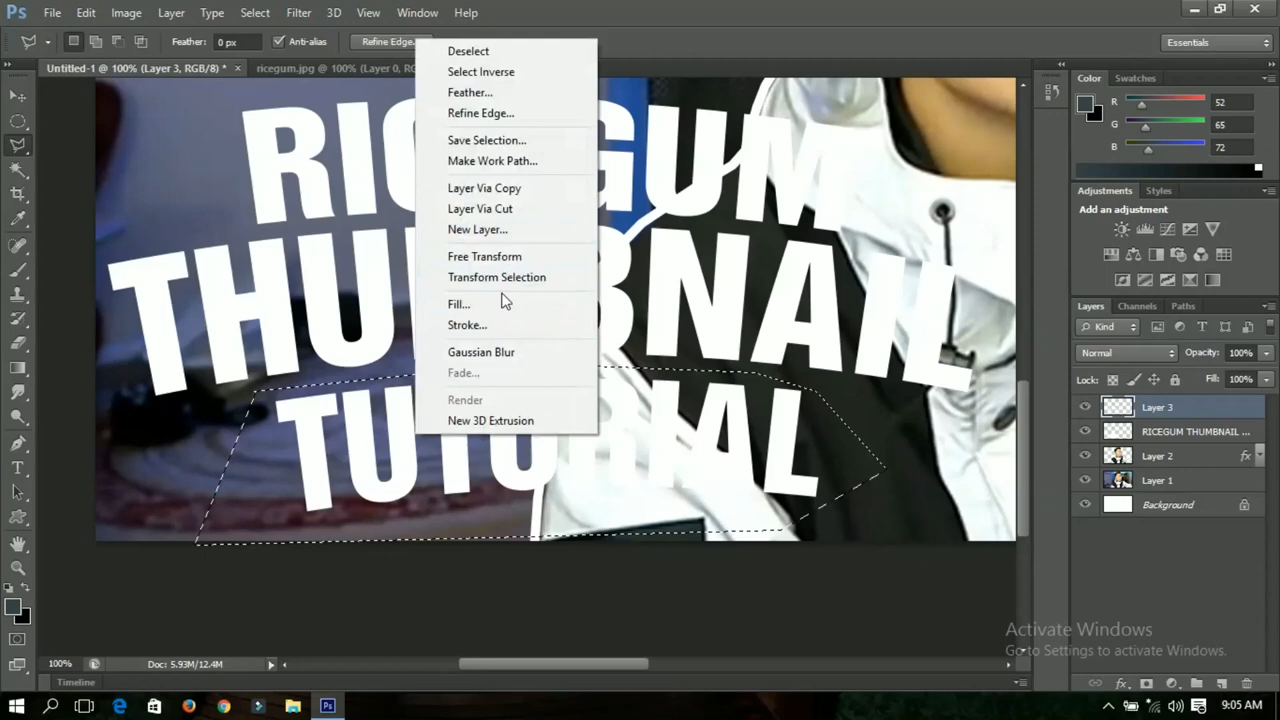 Ps File Edit Image Layer Type Select Filter 3D View Window Help
Feather: 0 px Anti-alias Refine Edge... Essentials
Untitled-1 @ 100% (Layer 3, RGB/8) * × ricegum.jpg @ 100% (Layer 0, RG
Deselect
Select Inverse
Feather...
Refine Edge...
Save Selection...
Make Work Path...
Layer Via Copy
Layer Via Cut
New Layer...
Free Transform
Transform Selection
Fill...
Stroke...
Gaussian Blur
Fade...
Render
New 3D Extrusion
RIC GUM
THU BNAIL
TUTORIAL
Color Swatches
R 52
G 65
B 72
Adjustments Styles
Add an adjustment
Layers Channels Paths
Kind
Normal Opacity: 100%
Lock: Fill: 100%
Layer 3
RICEGUM THUMBNAIL ...
Layer 2 fx
Layer 1
Background
Activate Windows
Go to Settings to activate Windows.
100% Doc: 5.93M/12.4M
Timeline
fx
Ps 9:05 AM